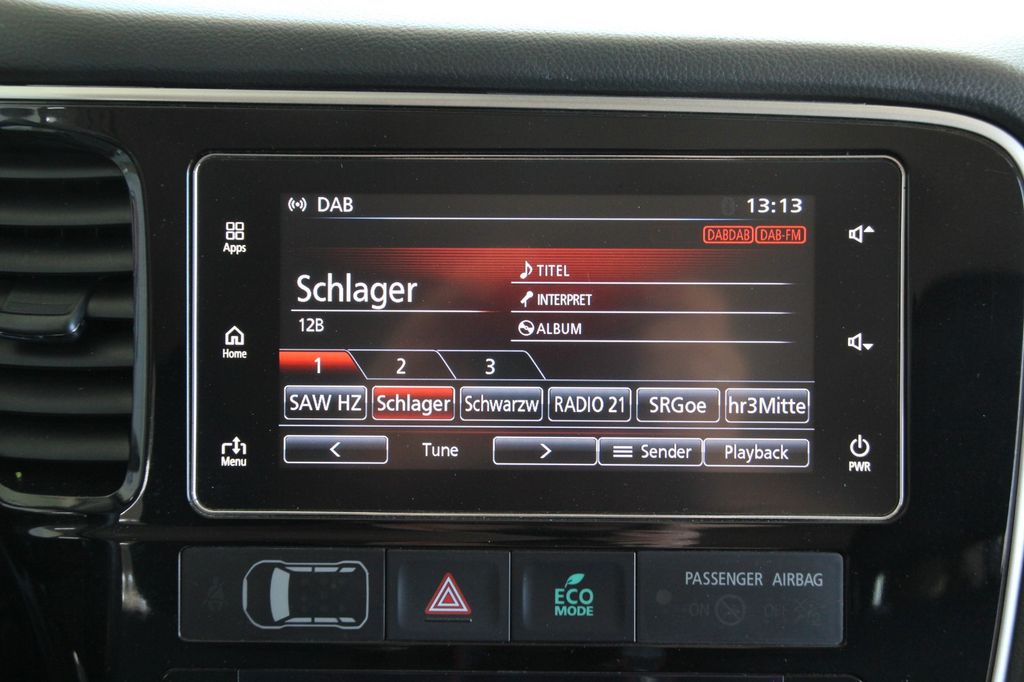 DAB 13:13
DABDAB DAB-FM
Apps
Schlager
TITEL
INTERPRET
12B
ALBUM
Home
1 2 3
SAW HZ Schlager Schwarzw RADIO 21 SRGoe hr3Mitte
Menu
< Tune > Sender Playback
PWR
ECO
MODE
PASSENGER AIRBAG
ON OFF